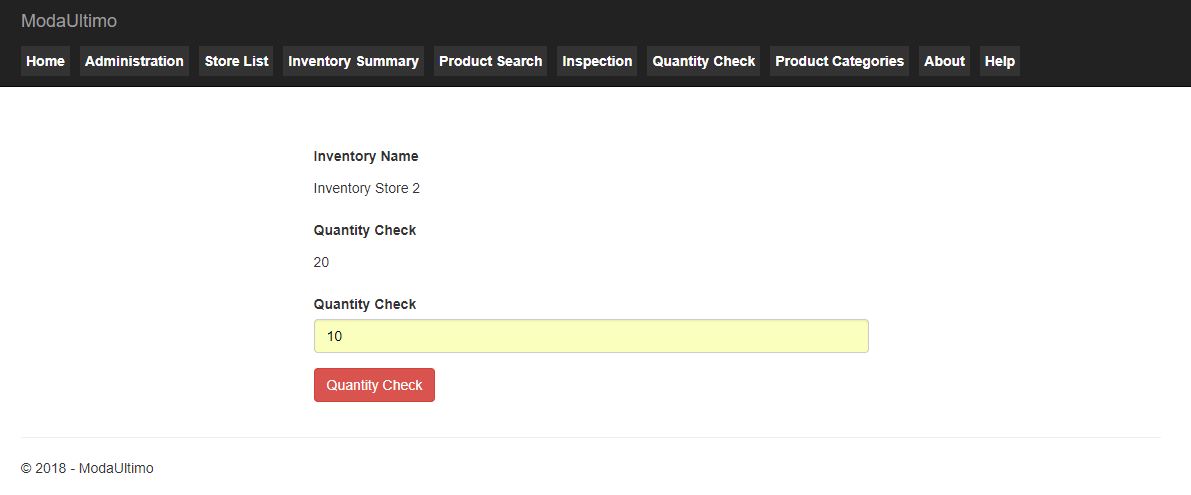 ModaUltimo
Home Administration Store List Inventory Summary Product Search Inspection Quantity Check Product Categories About Help
Inventory Name
Inventory Store 2
Quantity Check
20
Quantity Check
10
Quantity Check
© 2018 - ModaUltimo